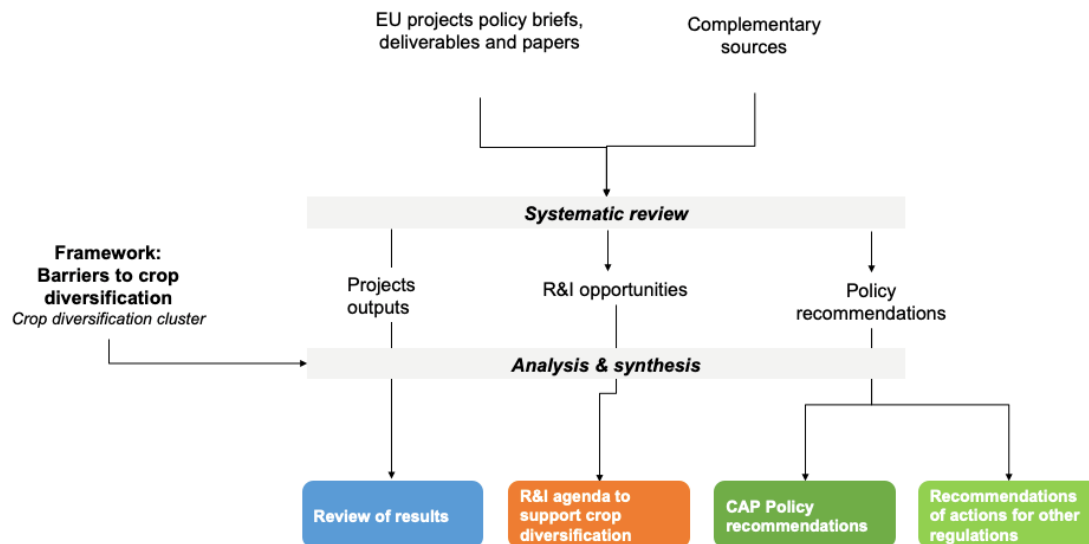 EU projects policy briefs,
deliverables and papers
Complementary
sources
Systematic review
Framework:
Barriers to crop
diversification
Crop diversification cluster
Projects
outputs
R&I opportunities
Policy
recommendations
Analysis & synthesis
Review of results
R&I agenda to
support crop
diversification
CAP Policy
recommendations
Recommendations
of actions for other
regulations